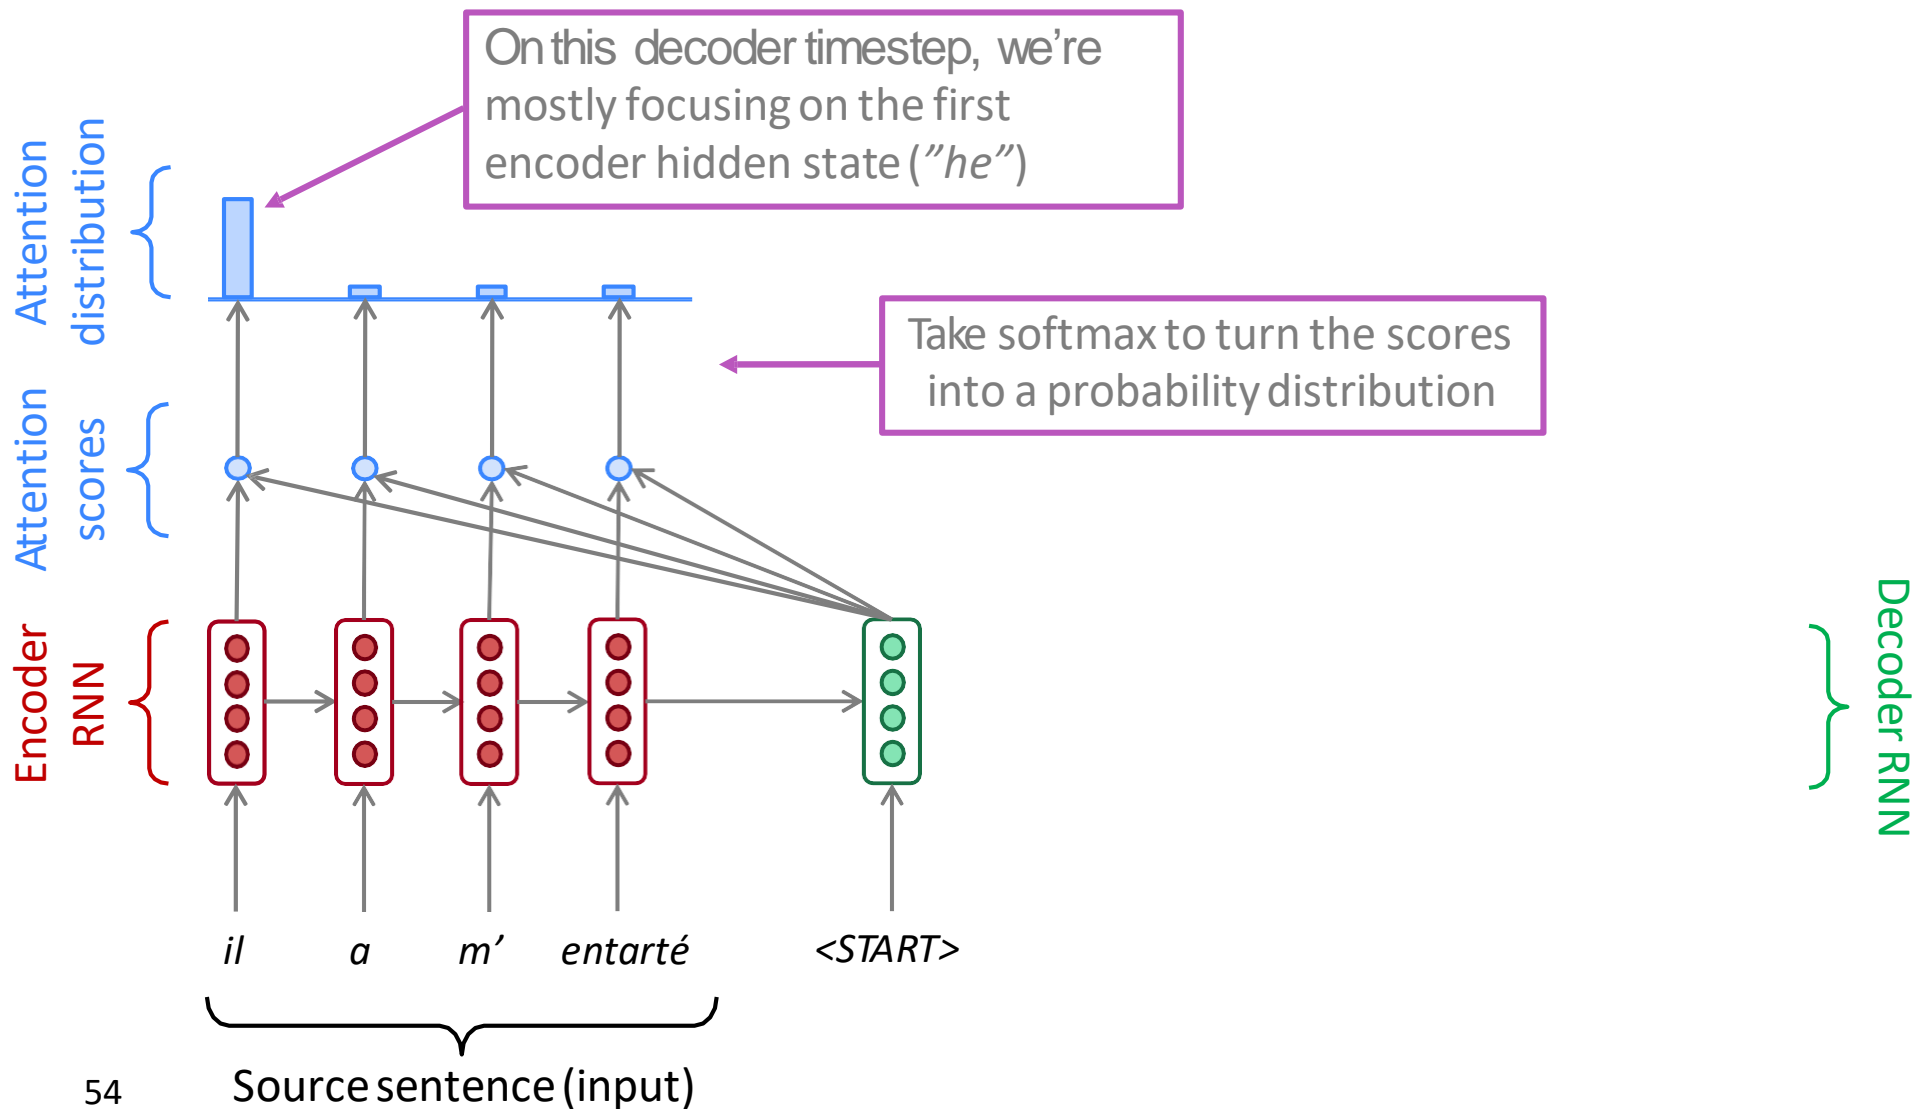 On this decoder timestep, we’re
mostly focusing on the first
encoder hidden state (”he”)
Attention
distribution
Take softmax to turn the scores
into a probability distribution
Attention
scores
Encoder
RNN
Decoder RNN
il a m’ entarté <START>
Source sentence (input)
54